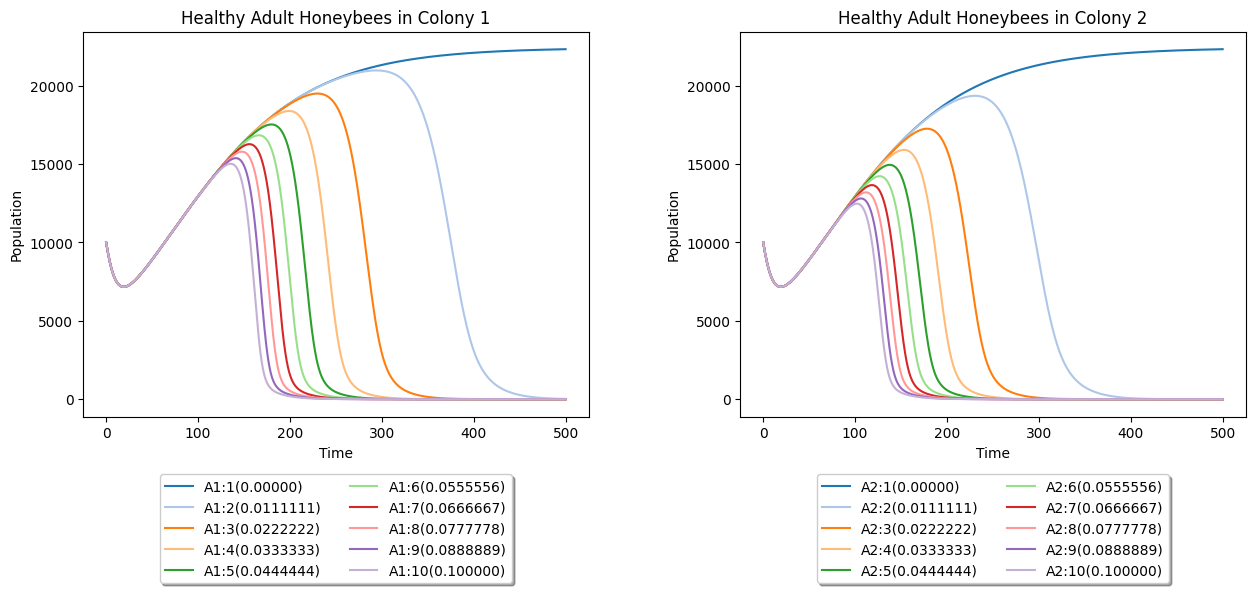 Healthy Adult Honeybees in Colony 1
Population
20000
15000
10000
5000
0
0 100 200 300 400 500
Time
A1:1(0.00000) A1:6(0.0555556)
A1:2(0.0111111) A1:7(0.0666667)
A1:3(0.0222222) A1:8(0.0777778)
A1:4(0.0333333) A1:9(0.0888889)
A1:5(0.0444444) A1:10(0.100000)
Healthy Adult Honeybees in Colony 2
Population
20000
15000
10000
5000
0
0 100 200 300 400 500
Time
A2:1(0.00000) A2:6(0.0555556)
A2:2(0.0111111) A2:7(0.0666667)
A2:3(0.0222222) A2:8(0.0777778)
A2:4(0.0333333) A2:9(0.0888889)
A2:5(0.0444444) A2:10(0.100000)